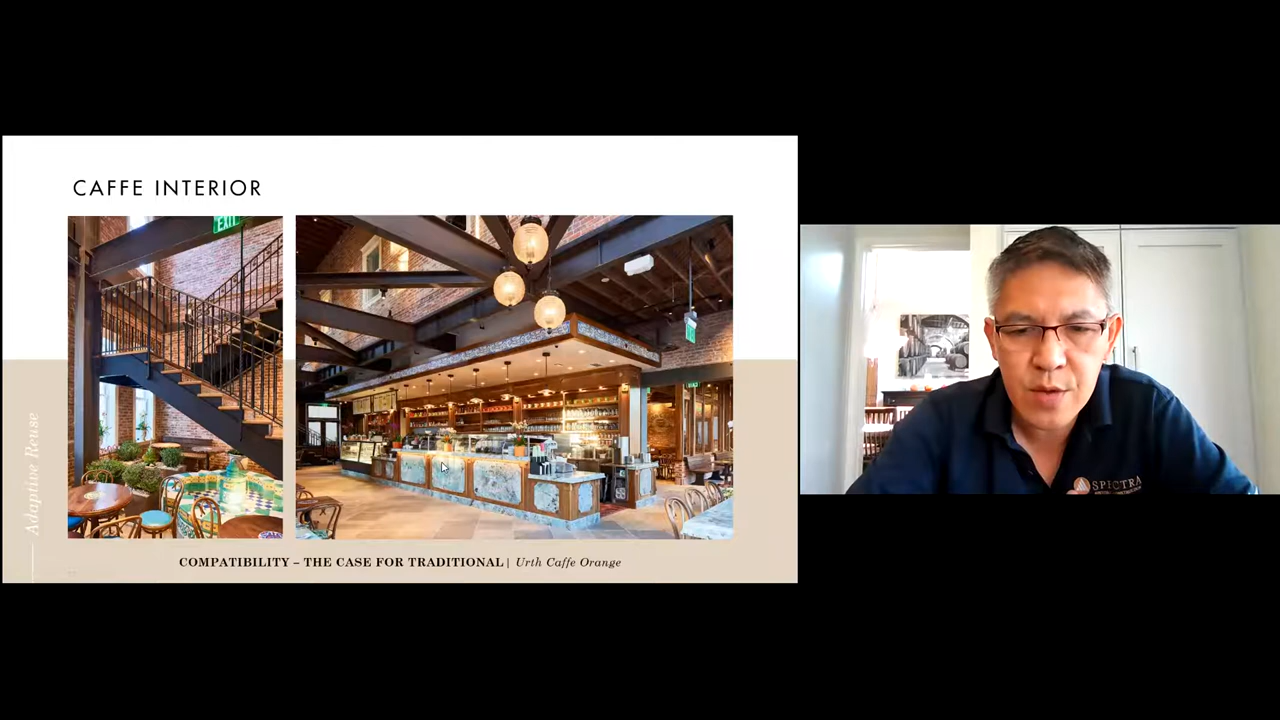 CAFFE INTERIOR
EXIT
Adaptive Reuse
COMPATIBILITY – THE CASE FOR TRADITIONAL | Urth Caffe Orange
SPECTRA